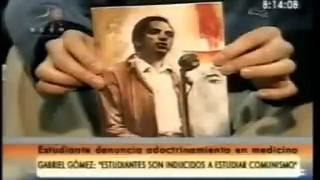 8:14:08
Estudiante denuncia adoctrinamiento en medicina
GABRIEL GÓMEZ: "ESTUDIANTES SON INDUCIDOS A ESTUDIAR COMUNISMO"